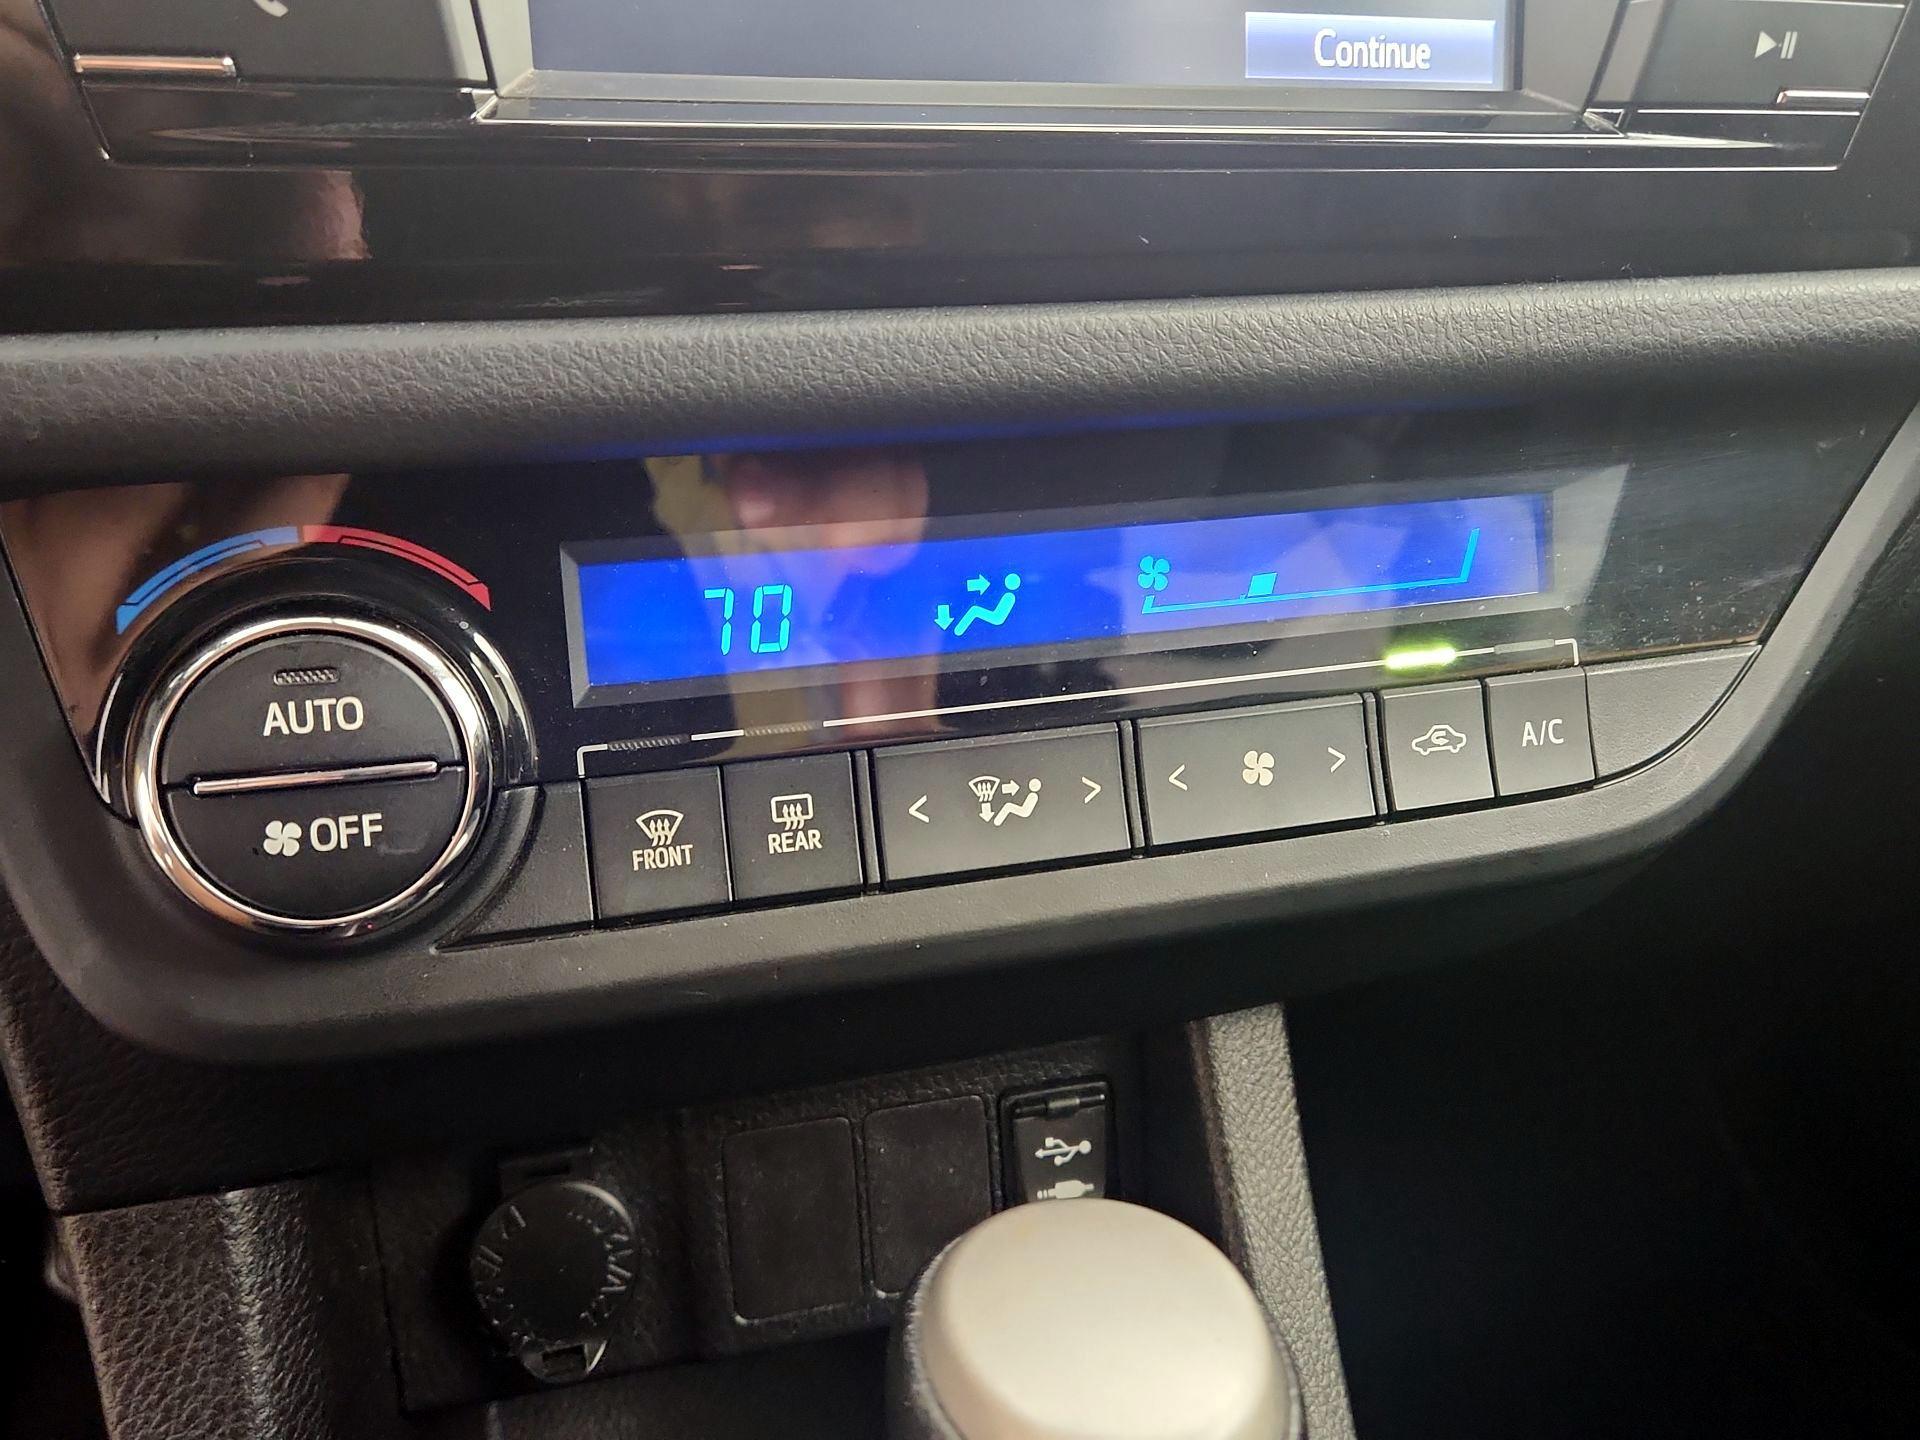 Continue
70
AUTO
OFF
FRONT
REAR
< >
< >
A/C